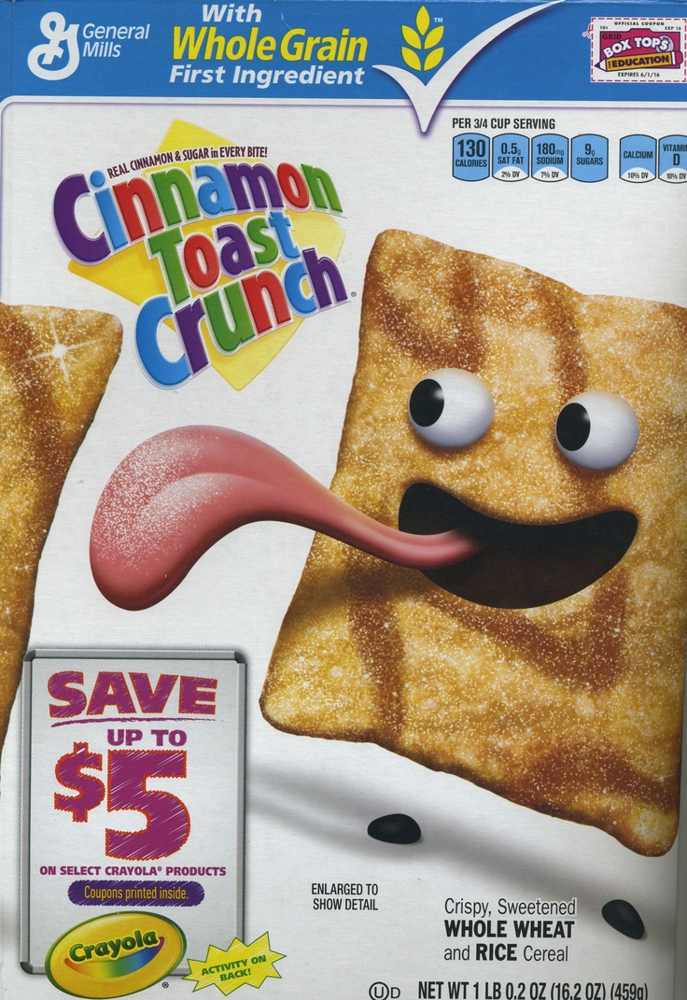 General
Mills
With
Whole Grain
First Ingredient
TM
OFFICIAL COUPON
10¢
EXP 16
GKID
BOX TOPS
FOR EDUCATION
EXPIRES 6/1/16
PER 3/4 CUP SERVING
130
CALORIES
0.5g
SAT FAT
2% DV
180mg
SODIUM
7% DV
9g
SUGARS
CALCIUM
10% DV
VITAMIN
D
10% DV
REAL CINNAMON & SUGAR in EVERY BITE!
Cinnamon
Toast
Crunch®
SAVE
UP TO
$5
ON SELECT CRAYOLA® PRODUCTS
Coupons printed inside.
Crayola
®
ACTIVITY ON
BACK!
ENLARGED TO
SHOW DETAIL
Crispy, Sweetened
WHOLE WHEAT
and RICE Cereal
UD NET WT 1 LB 0.2 OZ (16.2 OZ) (459g)